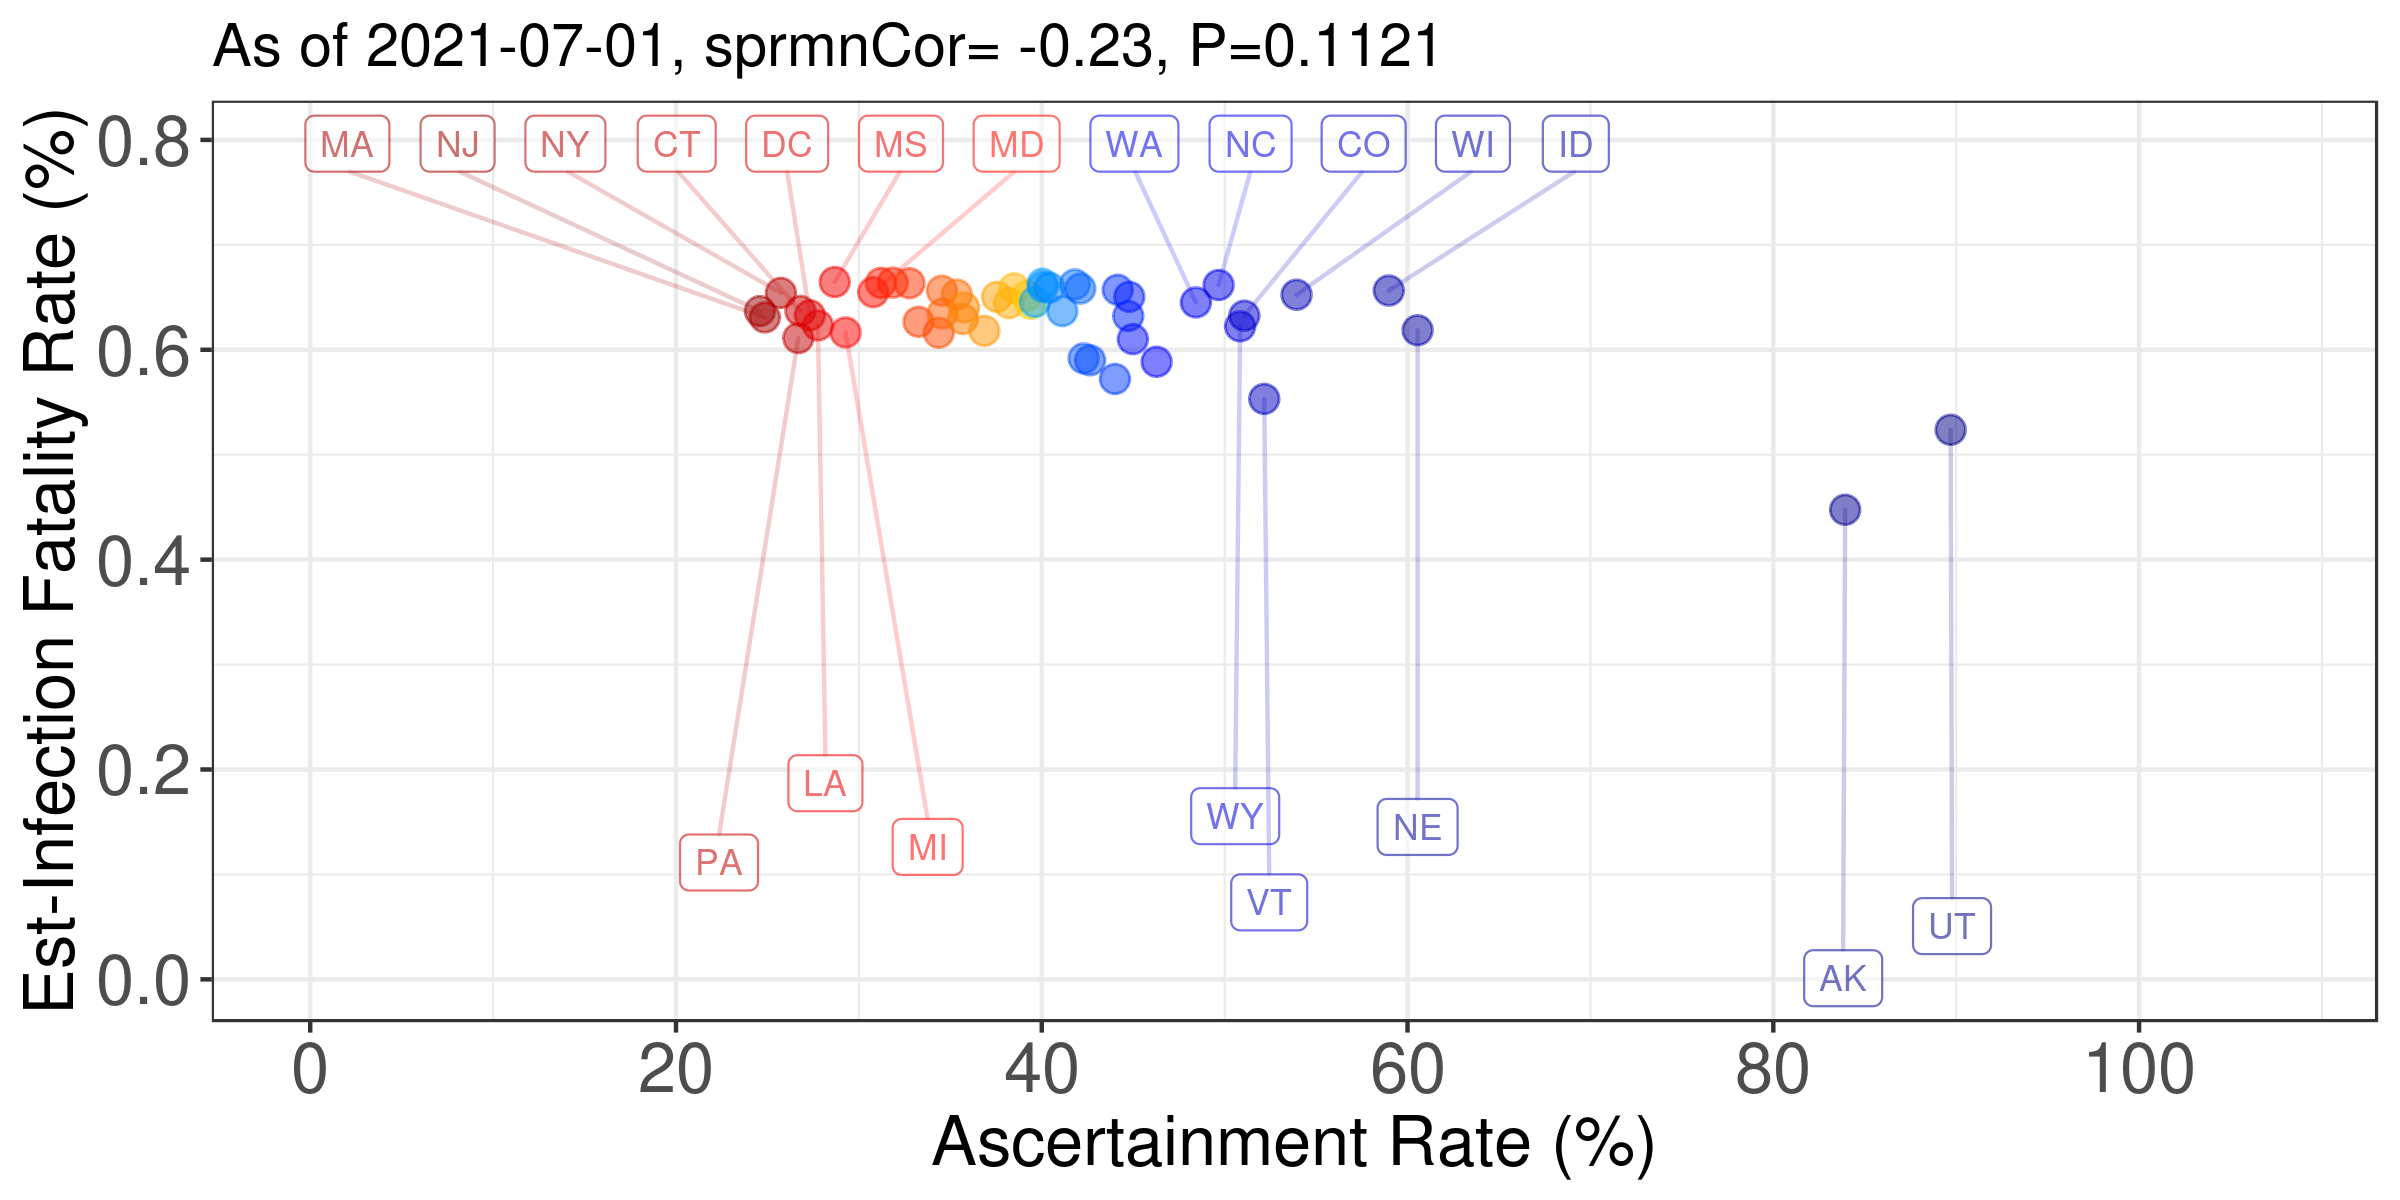 As of 2021-07-01, sprmnCor= -0.23, P=0.1121
Est-Infection Fatality Rate (%)
0.8
0.6
0.4
0.2
0.0
MA NJ NY CT DC MS MD WA NC CO WI ID
LA
WY
NE
MI
PA
VT
UT
AK
0 20 40 60 80 100
Ascertainment Rate (%)